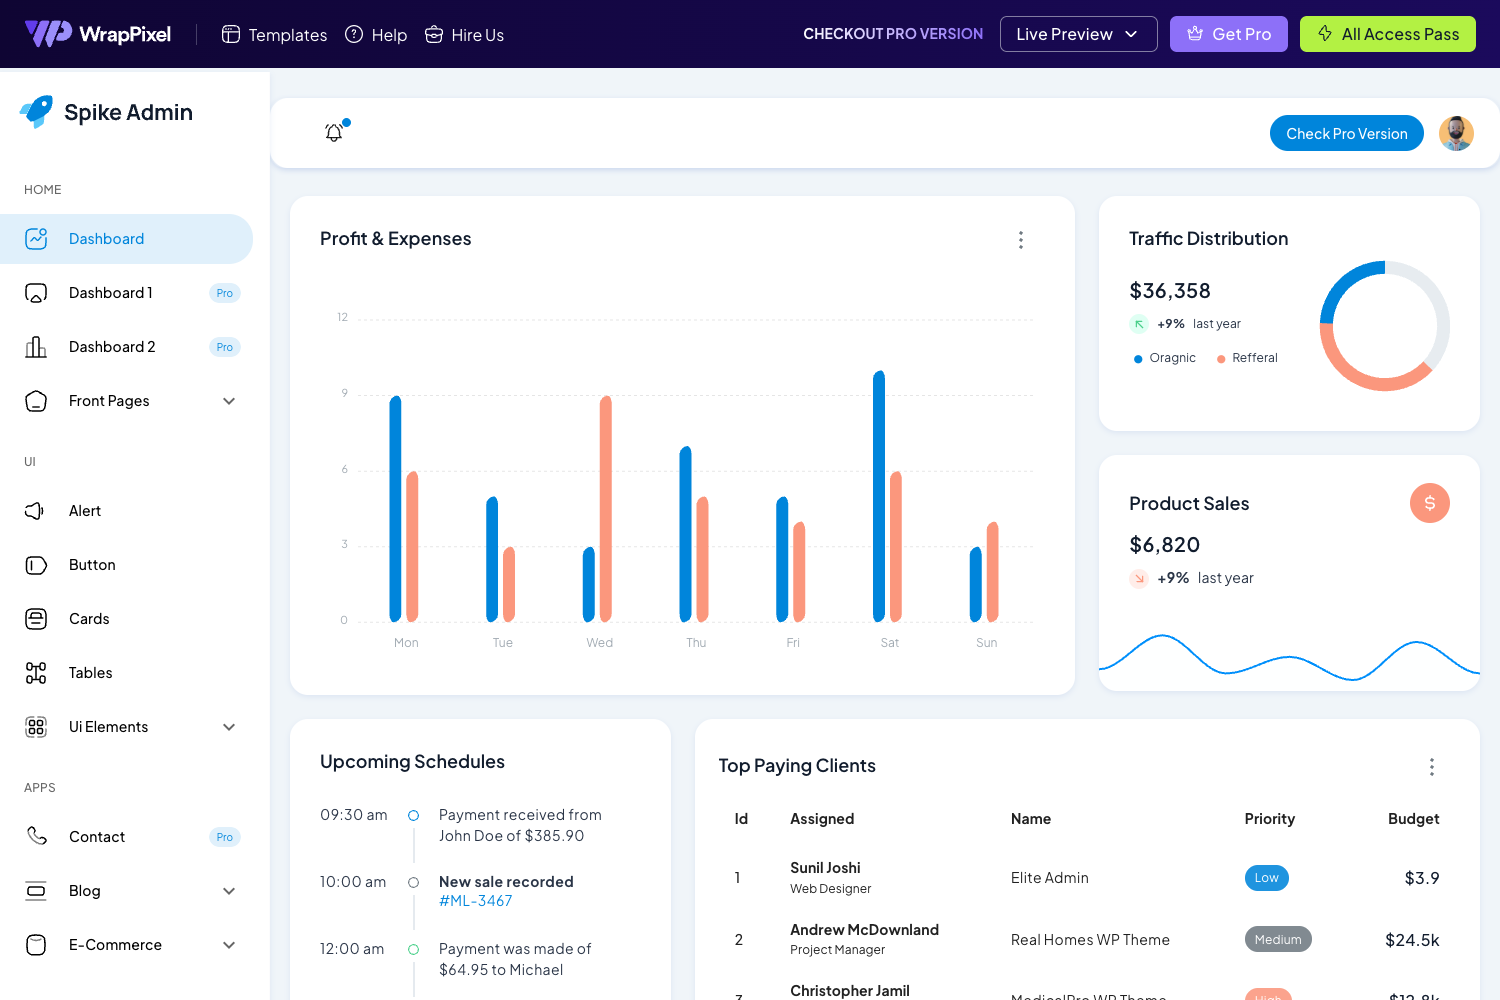 WrapPixel
Templates
Help
Hire Us
CHECKOUT PRO VERSION
Live Preview
Get Pro
All Access Pass
Spike Admin
Check Pro Version
HOME
Dashboard
Dashboard 1
Pro
Dashboard 2
Pro
Front Pages
UI
Alert
Button
Cards
Tables
Ui Elements
APPS
Contact
Pro
Blog
E-Commerce
Profit & Expenses
12
9
6
3
0
Mon Tue Wed Thu Fri Sat Sun
Traffic Distribution
$36,358
+9% last year
Oragnic Refferal
Product Sales
$
$6,820
+9% last year
Upcoming Schedules
09:30 am Payment received from
John Doe of $385.90
10:00 am New sale recorded
#ML-3467
12:00 am Payment was made of
$64.95 to Michael
Top Paying Clients
Id Assigned Name Priority Budget
1 Sunil Joshi Elite Admin Low $3.9
Web Designer
2 Andrew McDownland Real Homes WP Theme Medium $24.5k
Project Manager
3 Christopher Jamil MedicalPro WP Theme High $12.8k